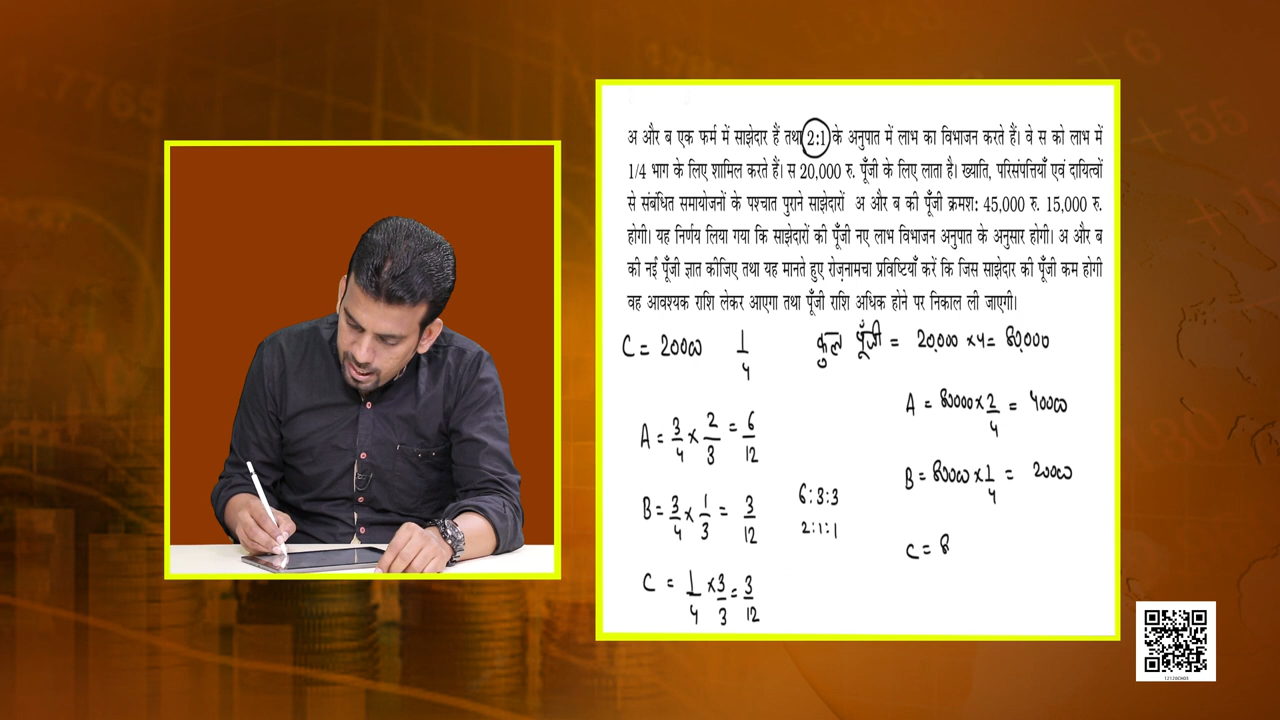 अ और ब एक फर्म में साझेदार हैं तथा 2:1 के अनुपात में लाभ का विभाजन करते हैं। वे स को लाभ में
1/4 भाग के लिए शामिल करते हैं। स 20,000 रु. पूँजी के लिए लाता है। ख्याति, परिसंपत्तियाँ एवं दायित्वों
से संबंधित समायोजनों के पश्चात पुराने साझेदारों अ और ब की पूँजी क्रमश: 45,000 रु. 15,000 रु.
होगी। यह निर्णय लिया गया कि साझेदारों की पूँजी नए लाभ विभाजन अनुपात के अनुसार होगी। अ और ब
की नई पूँजी ज्ञात कीजिए तथा यह मानते हुए रोज़नामचा प्रविष्टियाँ करें कि जिस साझेदार की पूँजी कम होगी
वह आवश्यक राशि लेकर आएगा तथा पूँजी राशि अधिक होने पर निकाल ली जाएगी।
C = 20000 1/4
कुल पूँजी = 20,000 × 4 = 80,000
A = 80000 × 2/4 = 40000
A = 3/4 × 2/3 = 6/12
B = 80000 × 1/4 = 20000
B = 3/4 × 1/3 = 3/12
6:3:3
2:1:1
C = 8
C = 1/4 × 3/3 = 3/12
12120CH03